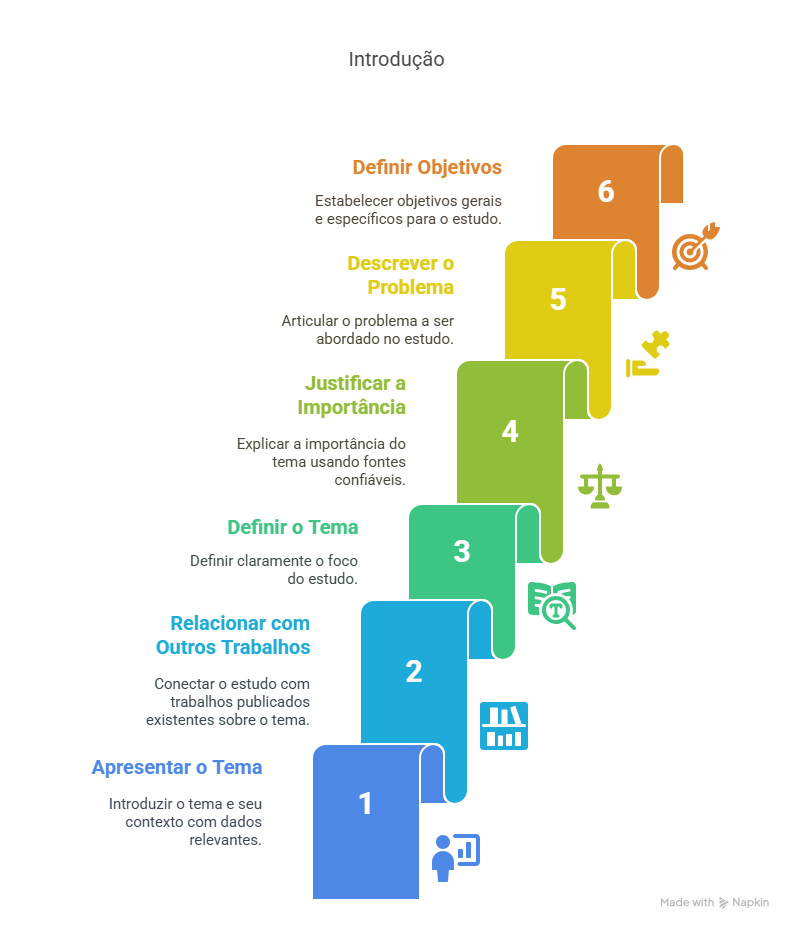 Introdução
Definir Objetivos
6
Estabelecer objetivos gerais
e específicos para o estudo.
Descrever o
Problema
5
Articular o problema a ser
abordado no estudo.
Justificar a
Importância
4
Explicar a importância do
tema usando fontes
confiáveis.
Definir o Tema
3
Definir claramente o foco
do estudo.
Relacionar com
Outros Trabalhos
2
Conectar o estudo com
trabalhos publicados
existentes sobre o tema.
Apresentar o Tema
1
Introduzir o tema e seu
contexto com dados
relevantes.
Made with Napkin